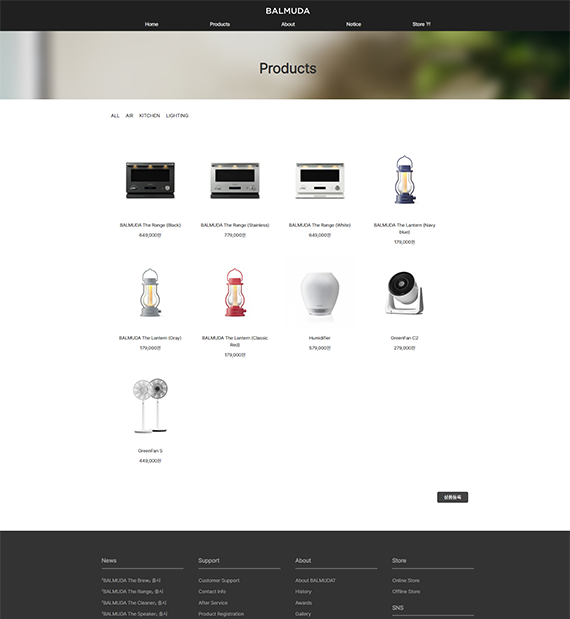 BALMUDA
Home Products About Notice Store
Products
ALL AIR KITCHEN LIGHTING
BALMUDA The Range (Black)
649,000원
BALMUDA The Range (Stainless)
779,000원
BALMUDA The Range (White)
649,000원
BALMUDA The Lantern (Navy
Blue)
179,000원
BALMUDA The Lantern (Gray)
179,000원
BALMUDA The Lantern (Classic
Red)
179,000원
Humidifier
579,000원
GreenFan C2
279,000원
GreenFan S
449,000원
상품등록
News
"BALMUDA The Brew」 출시
"BALMUDA The Range」 출시
"BALMUDA The Cleaner」 출시
"BALMUDA The Speaker」 출시
Support
Customer Support
Contact Info
After Service
Product Registration
About
About BALMUDA?
History
Awards
Gallery
Store
Online Store
Offline Store
SNS